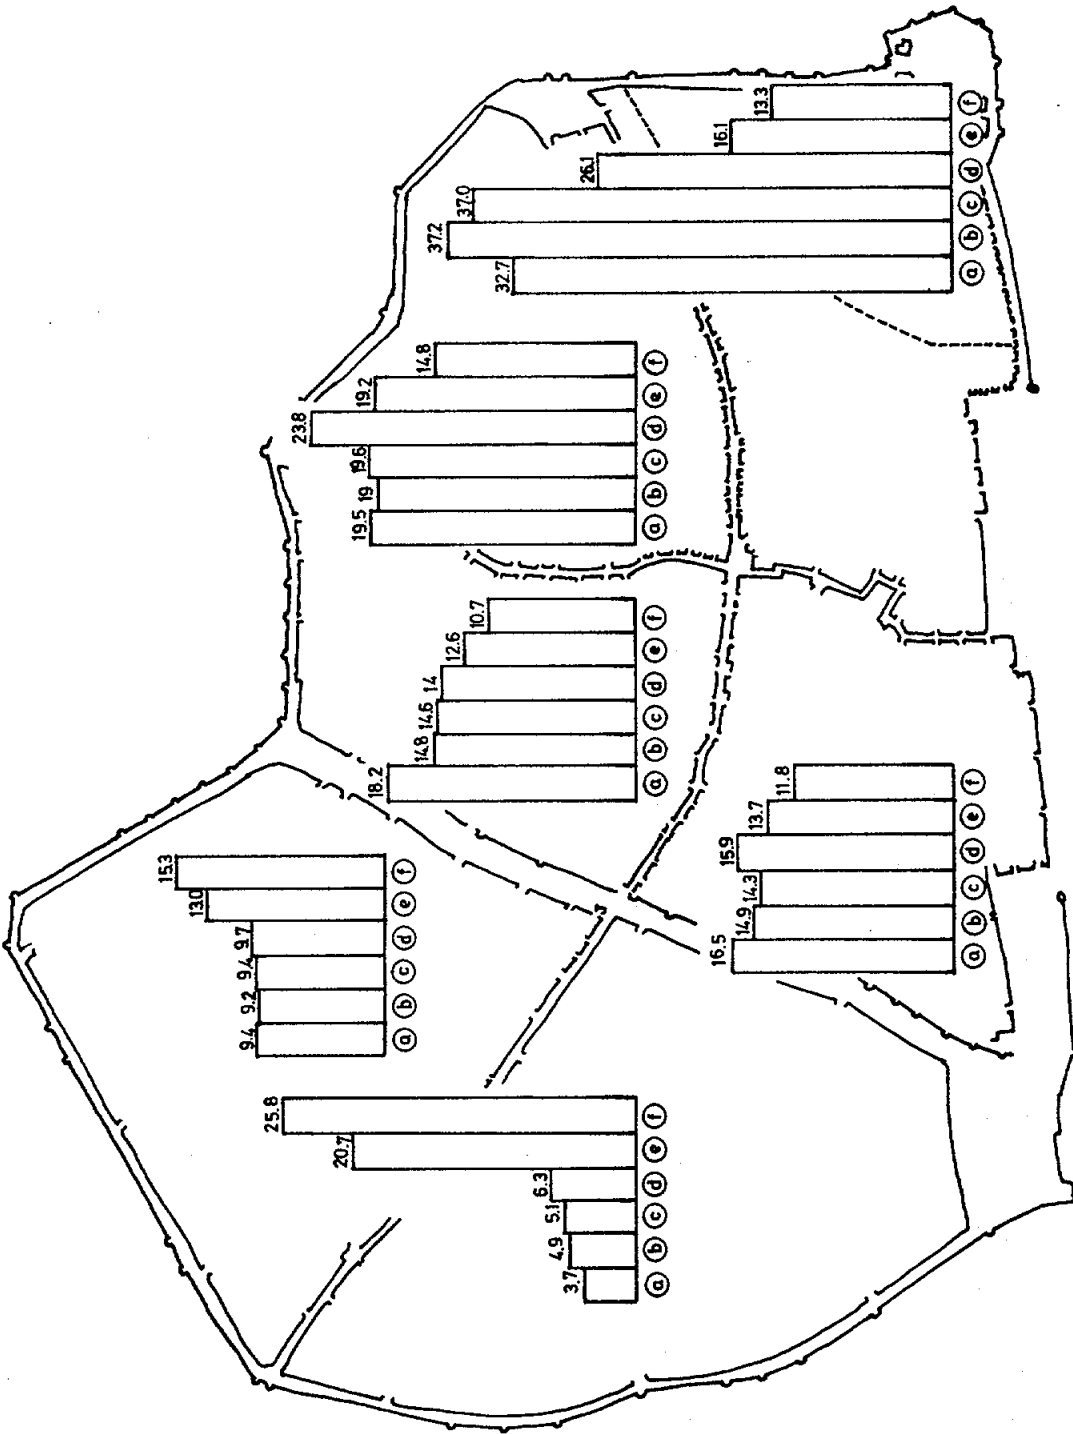 3.7 4.9 5.1 6.3 20.7 25.8
a b c d e f
9.4 9.2 9.4 9.7 13.0 15.3
a b c d e f
18.2 14.8 14.6 14 12.6 10.7
a b c d e f
19.5 19 19.6 23.8 19.2 14.8
a b c d e f
16.5 14.9 14.3 15.9 13.7 11.8
a b c d e f
32.7 37.2 37.0 26.1 16.1 13.3
a b c d e f